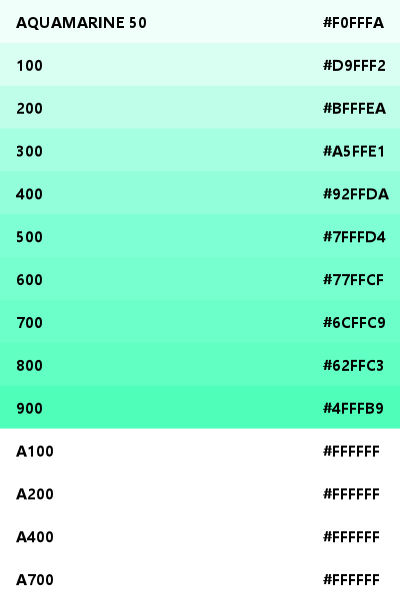 AQUAMARINE 50 #F0FFFA
100 #D9FFF2
200 #BFFFEA
300 #A5FFE1
400 #92FFDA
500 #7FFFD4
600 #77FFCF
700 #6CFFC9
800 #62FFC3
900 #4FFFB9
A100 #FFFFFF
A200 #FFFFFF
A400 #FFFFFF
A700 #FFFFFF